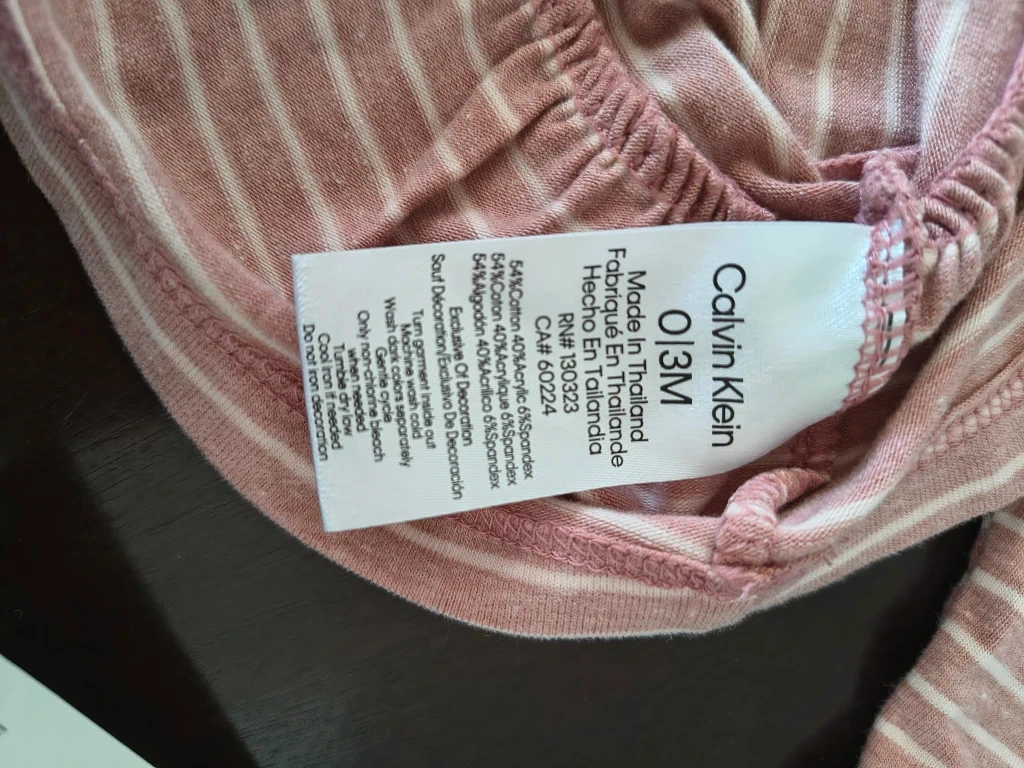 Calvin Klein
0|3M
Made In Thailand
Fabriqué En Thaïlande
Hecho En Tailandia
RN# 130323
CA# 60224
54%Cotton 40%Acrylic 6%Spandex
54%Coton 40%Acrylique 6%Spandex
54%Algodón 40%Acrílico 6%Spandex
Exclusive Of Decoration
Sauf Décoration/Exclusivo De Decoración
Turn garment inside out
Machine wash cold
Wash dark colors separately
Gentle cycle
Only non-chlorine bleach
when needed
Tumble dry low
Cool iron if needed
Do not iron decoration